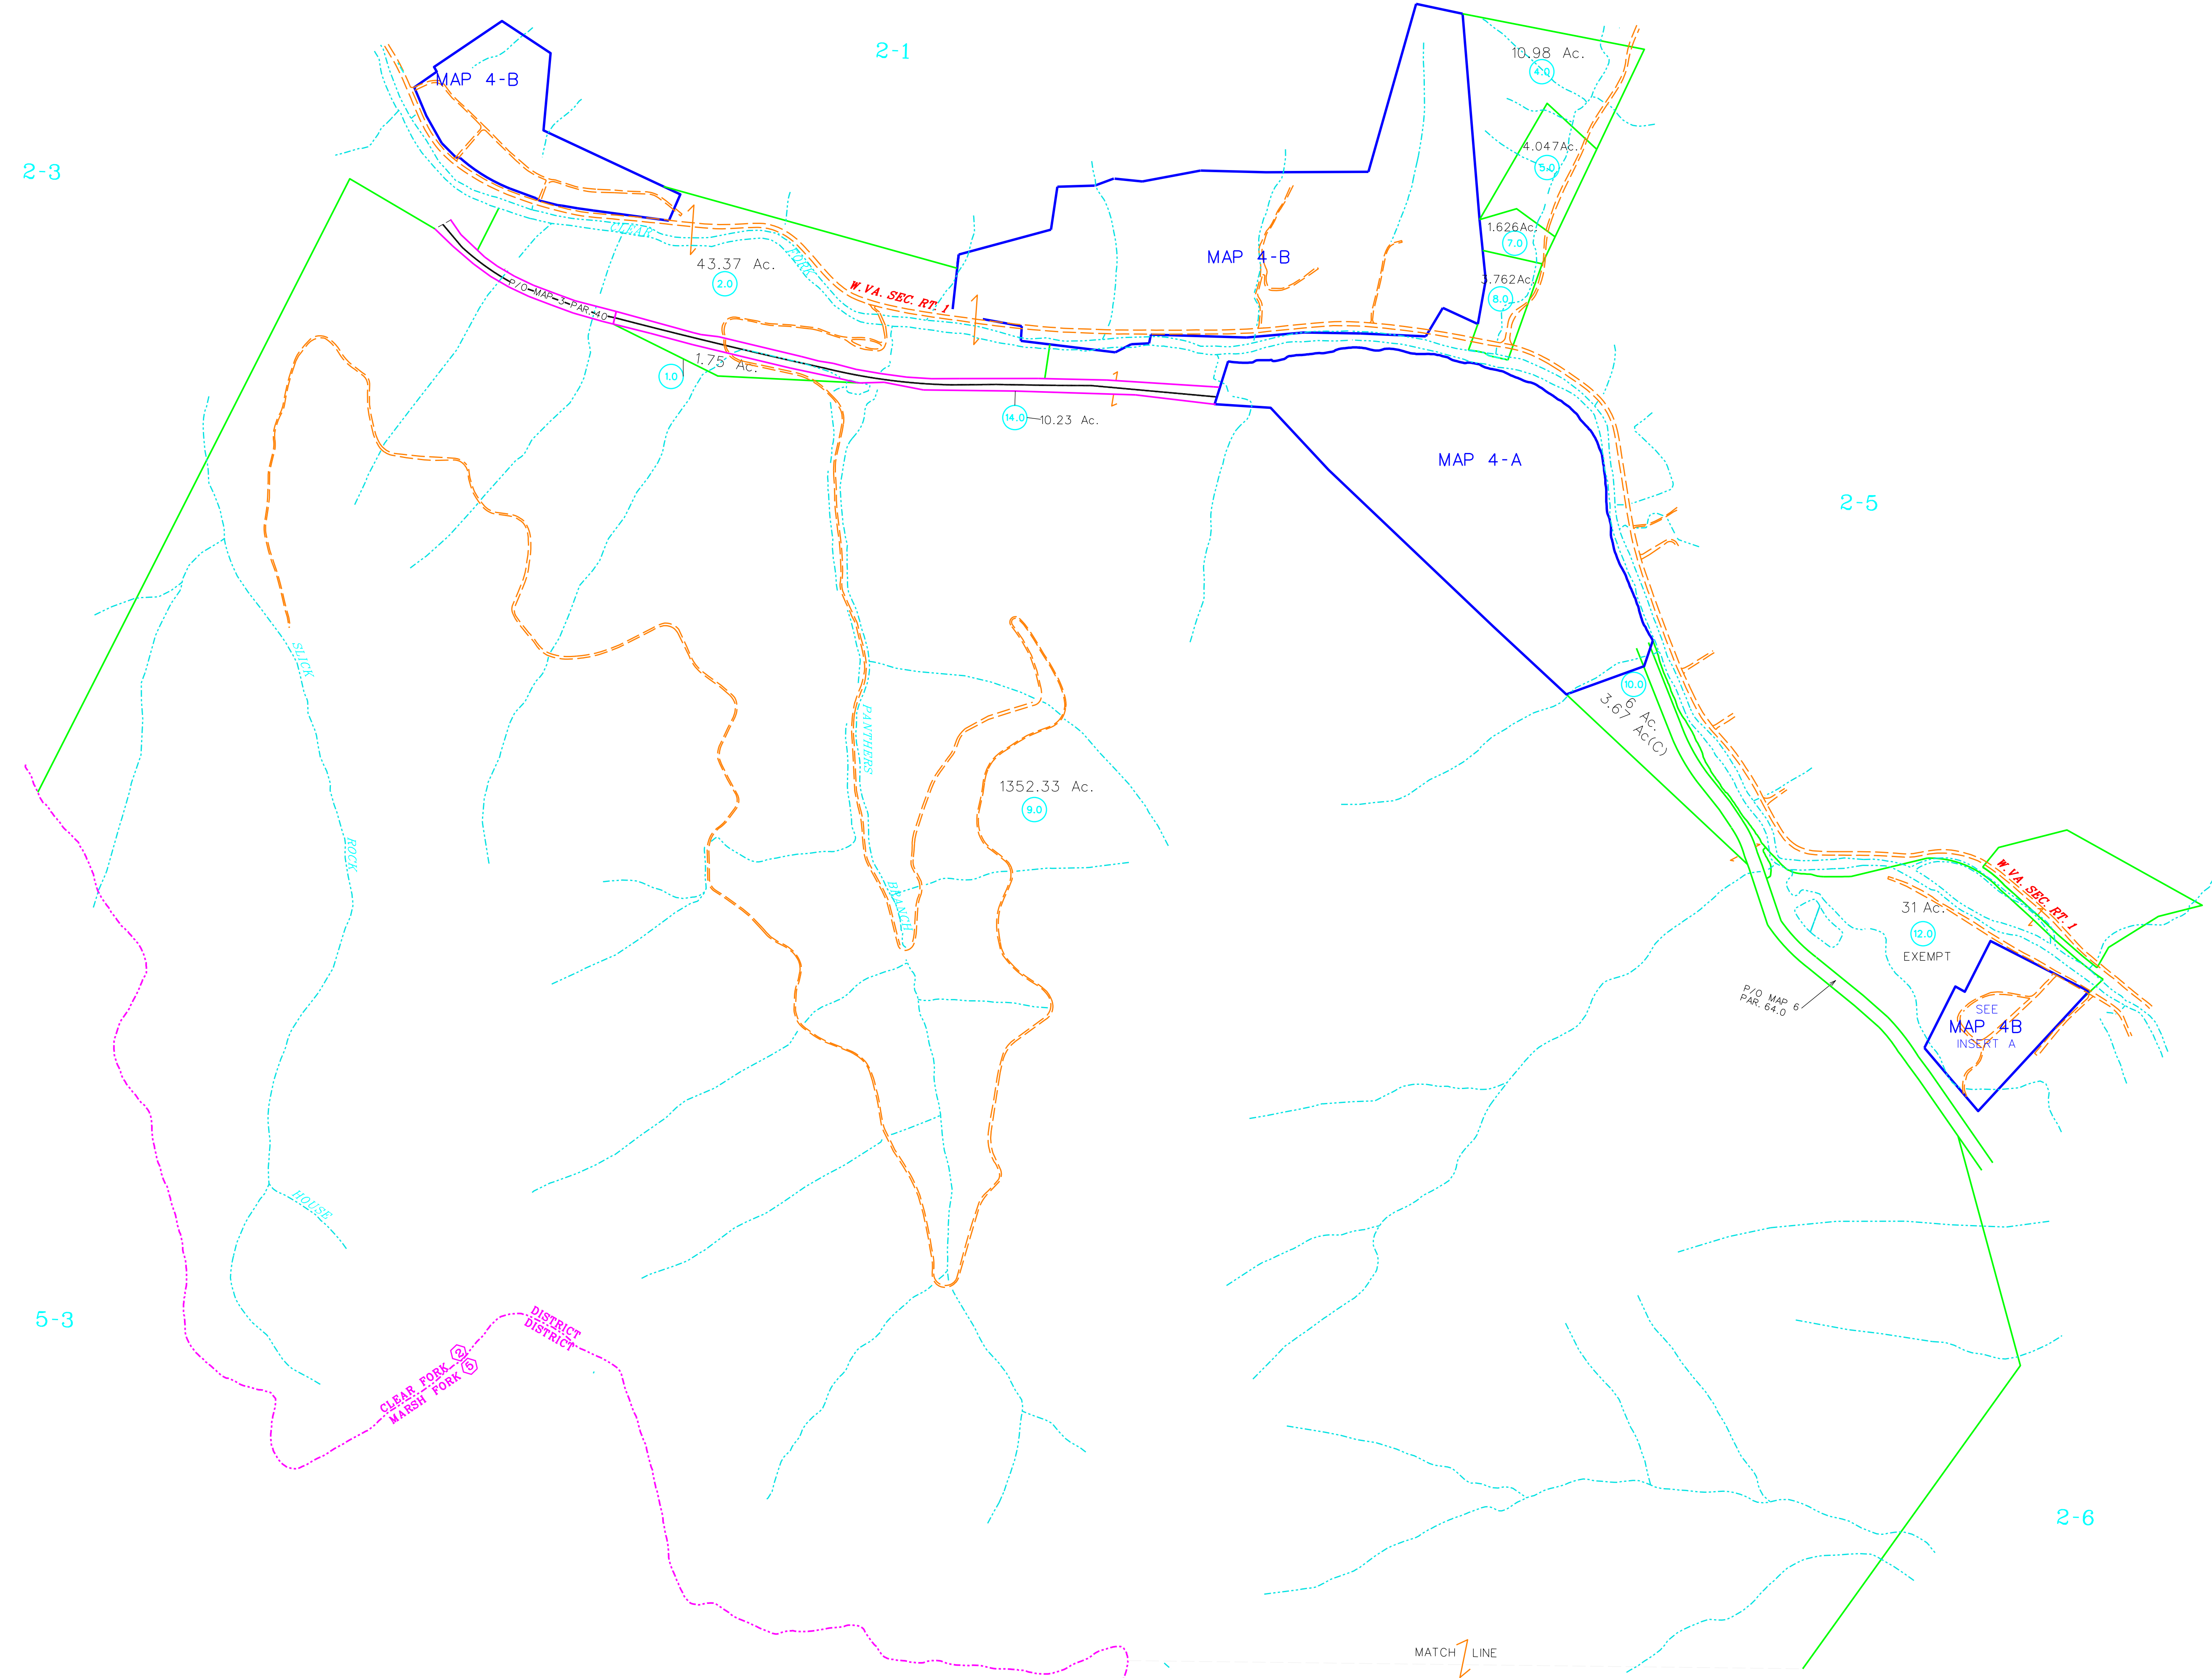 2-1
10.98 Ac.
4.0
MAP 4-B
4.047Ac.
5.0
2-3
1.626Ac.
7.0
CLEAR
FORK
MAP 4-B
43.37 Ac.
2.0
3.762Ac.
8.0
W.VA. SEC. RT. 1
P/O MAP 3 PAR. 40
1.75 Ac.
1.0
14.0
10.23 Ac.
MAP 4-A
2-5
SLICK
10.0
6 Ac.
3.67 Ac(C)
PANTHERS
1352.33 Ac.
9.0
ROCK
W.VA. SEC. RT. 1
BRANCH
31 Ac.
12.0
EXEMPT
P/O MAP 6
PAR. 64.0
SEE
MAP 4B
INSERT A
HOUSE
5-3
DISTRICT
DISTRICT
CLEAR FORK 2
MARSH FORK 5
2-6
MATCH LINE